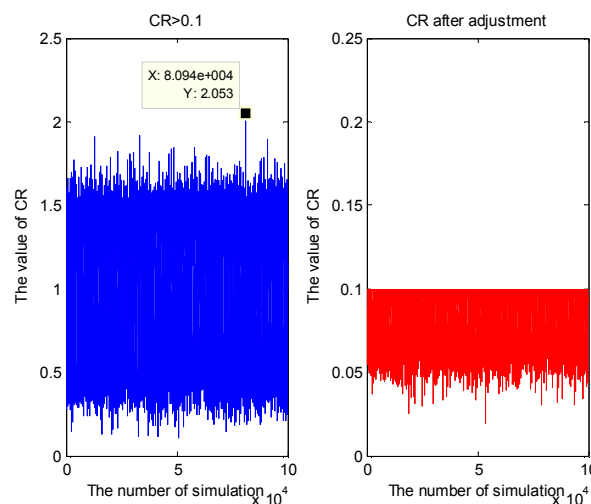 CR>0.1
CR after adjustment
2.5
2
1.5
1
0.5
0
The value of CR
X: 8.094e+004
Y: 2.053
0
5
10
x 10^4
The number of simulation
0.25
0.2
0.15
0.1
0.05
0
The value of CR
0
5
10
x 10^4
The number of simulation